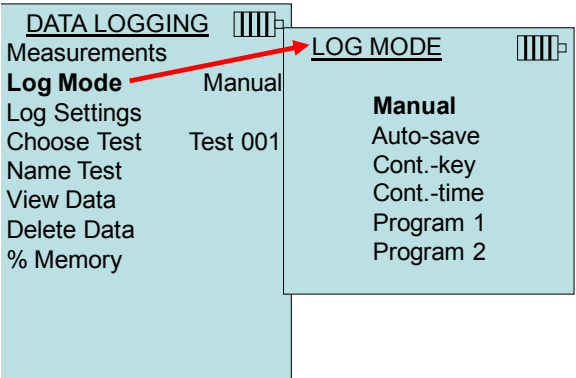 DATA LOGGING
Measurements
Log Mode Manual
Log Settings
Choose Test Test 001
Name Test
View Data
Delete Data
% Memory
LOG MODE
Manual
Auto-save
Cont.-key
Cont.-time
Program 1
Program 2